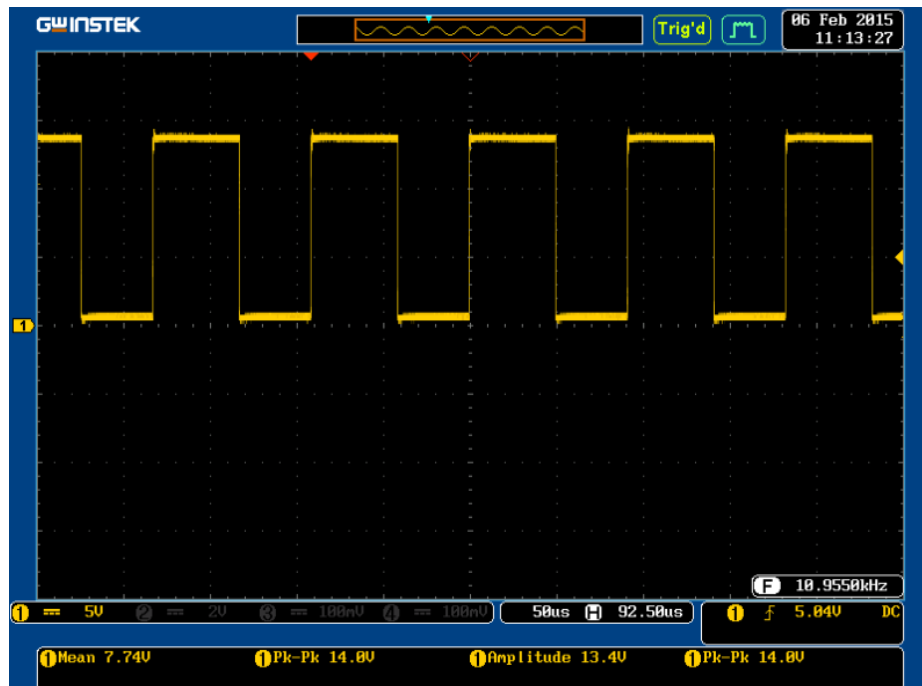 GWINSTEK
Trig'd
06 Feb 2015
11:13:27
1
F 10.9550kHz
1 5V 2 2V 3 100mV 4 100mV 50us H 92.50us 1 5.04V DC
1 Mean 7.74V 1 Pk-Pk 14.0V 1 Amplitude 13.4V 1 Pk-Pk 14.0V